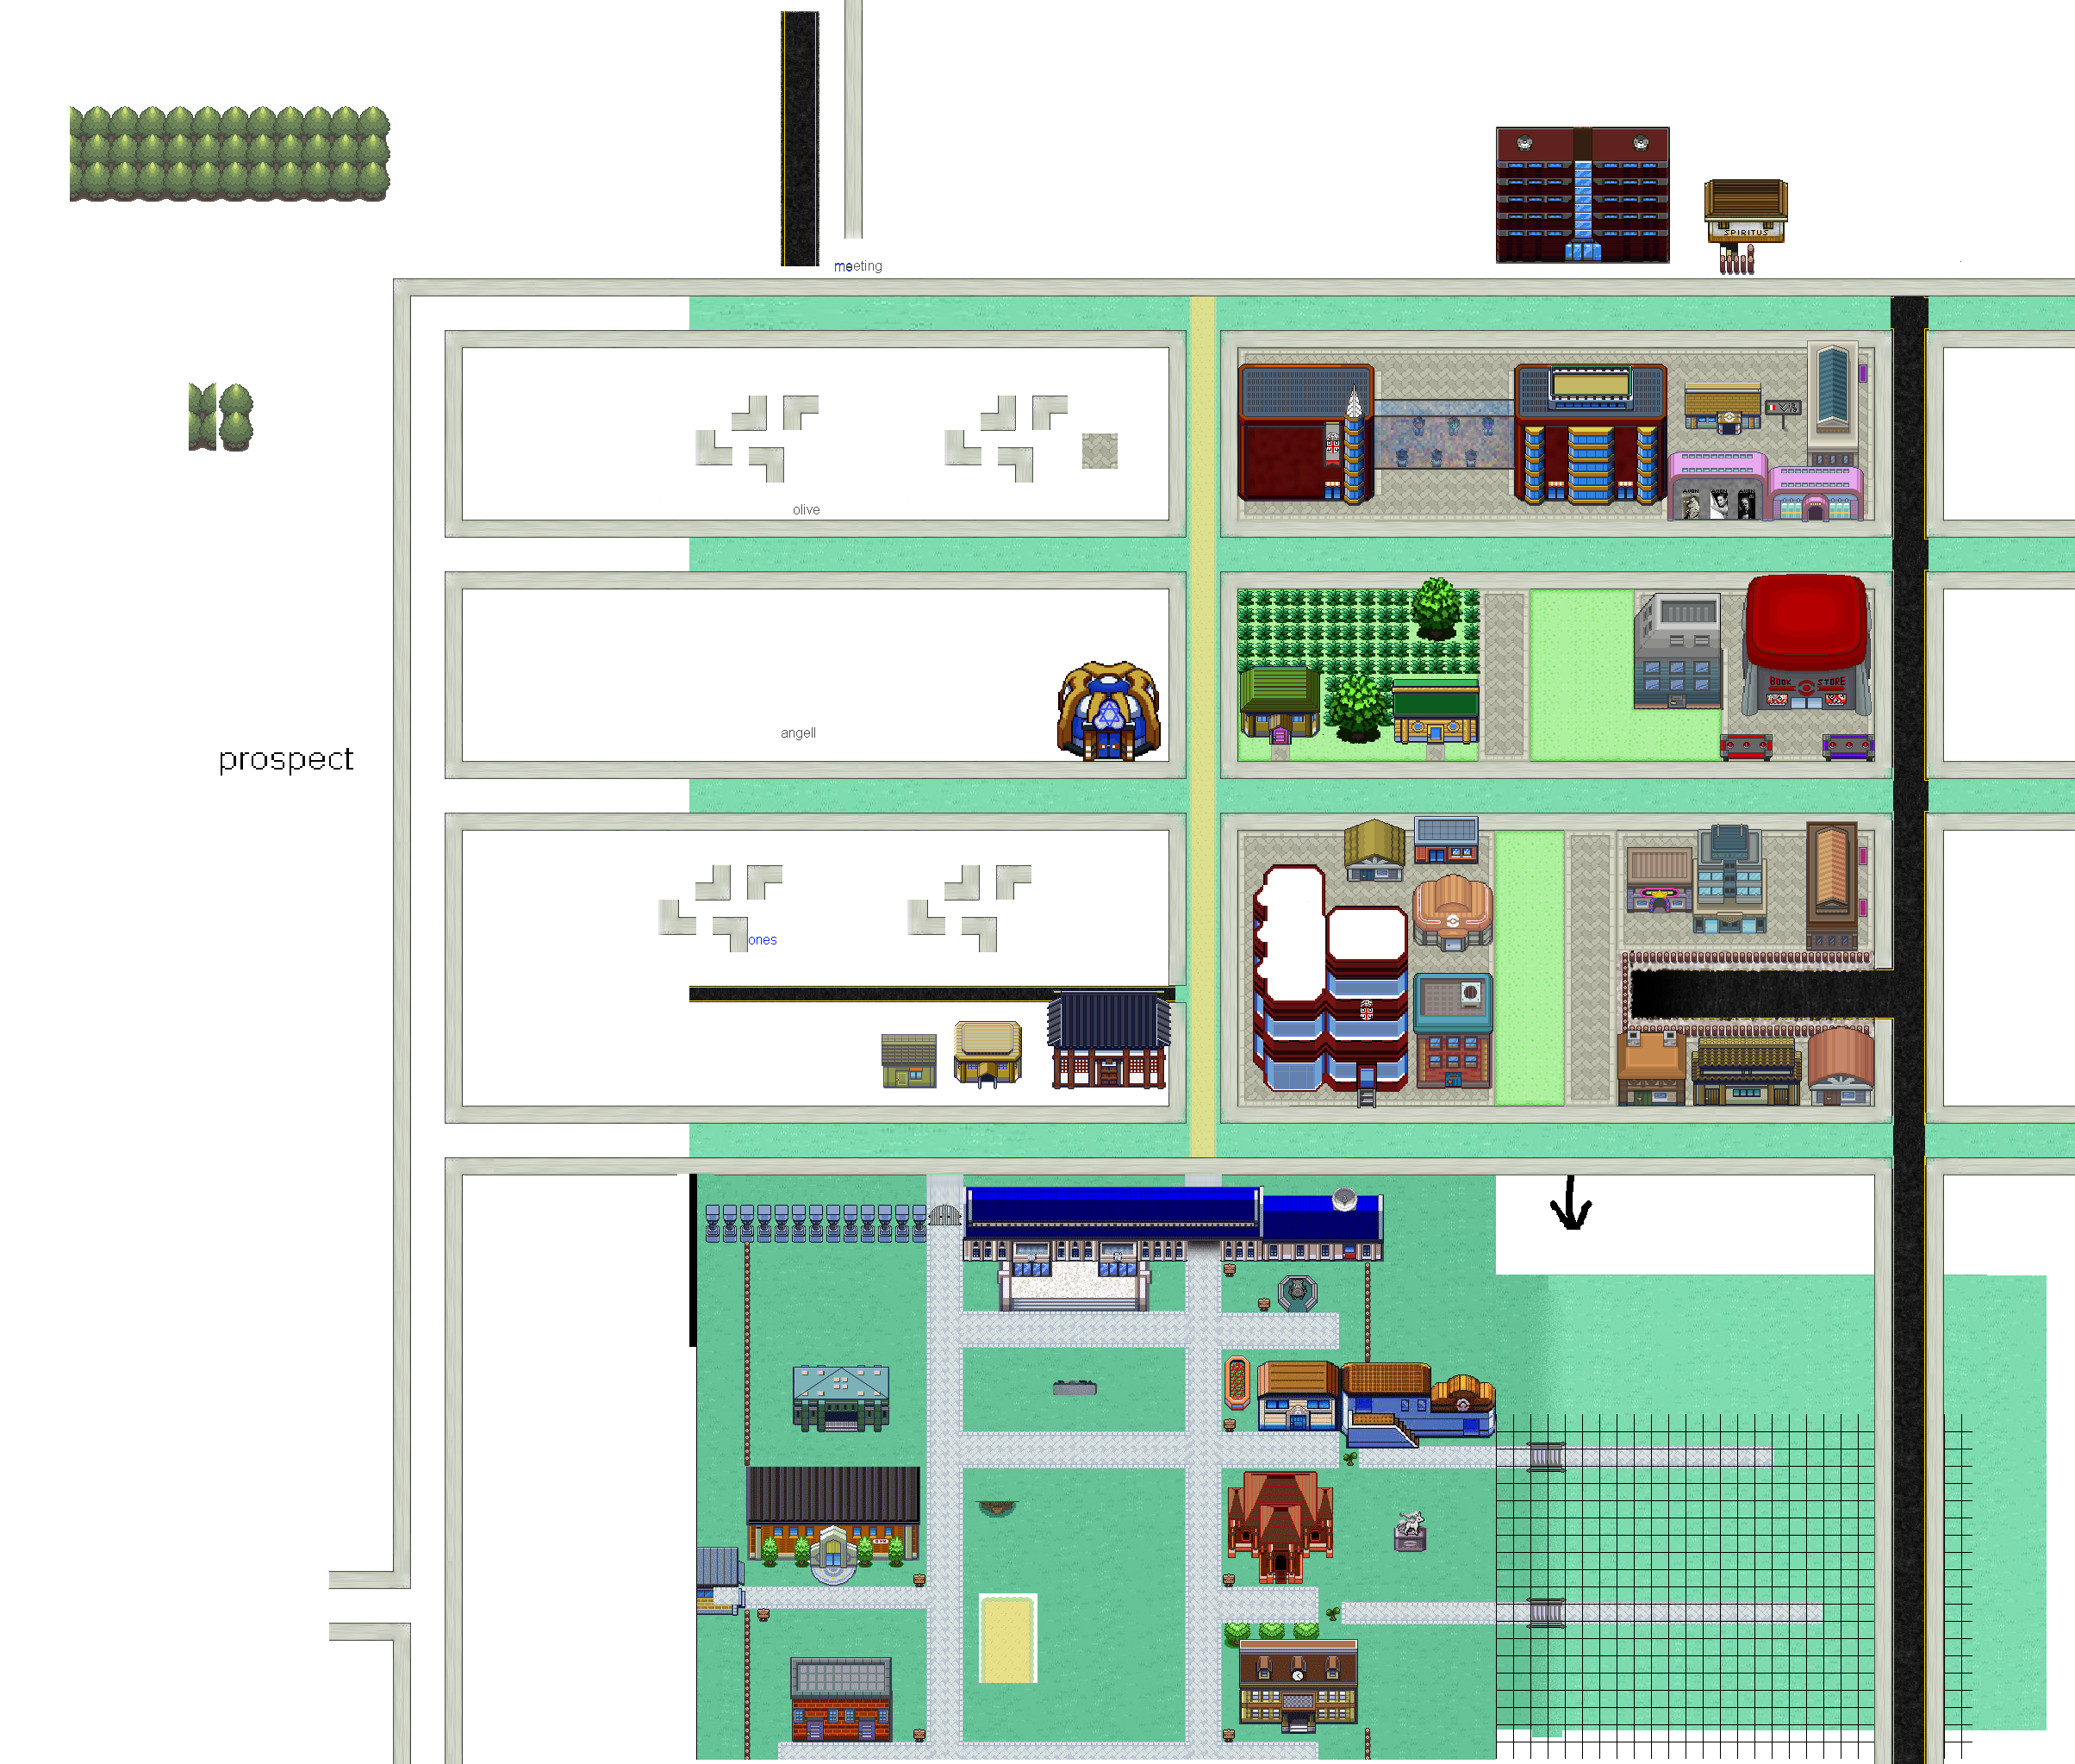 meeting
SPIRITUS
olive
BOOK STORE
angell
prospect
ones